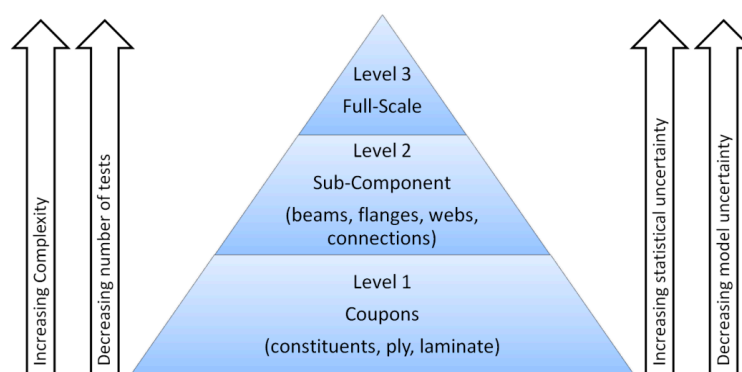 Increasing Complexity
Decreasing number of tests
Level 3
Full-Scale
Level 2
Sub-Component
(beams, flanges, webs,
connections)
Level 1
Coupons
(constituents, ply, laminate)
Increasing statistical uncertainty
Decreasing model uncertainty